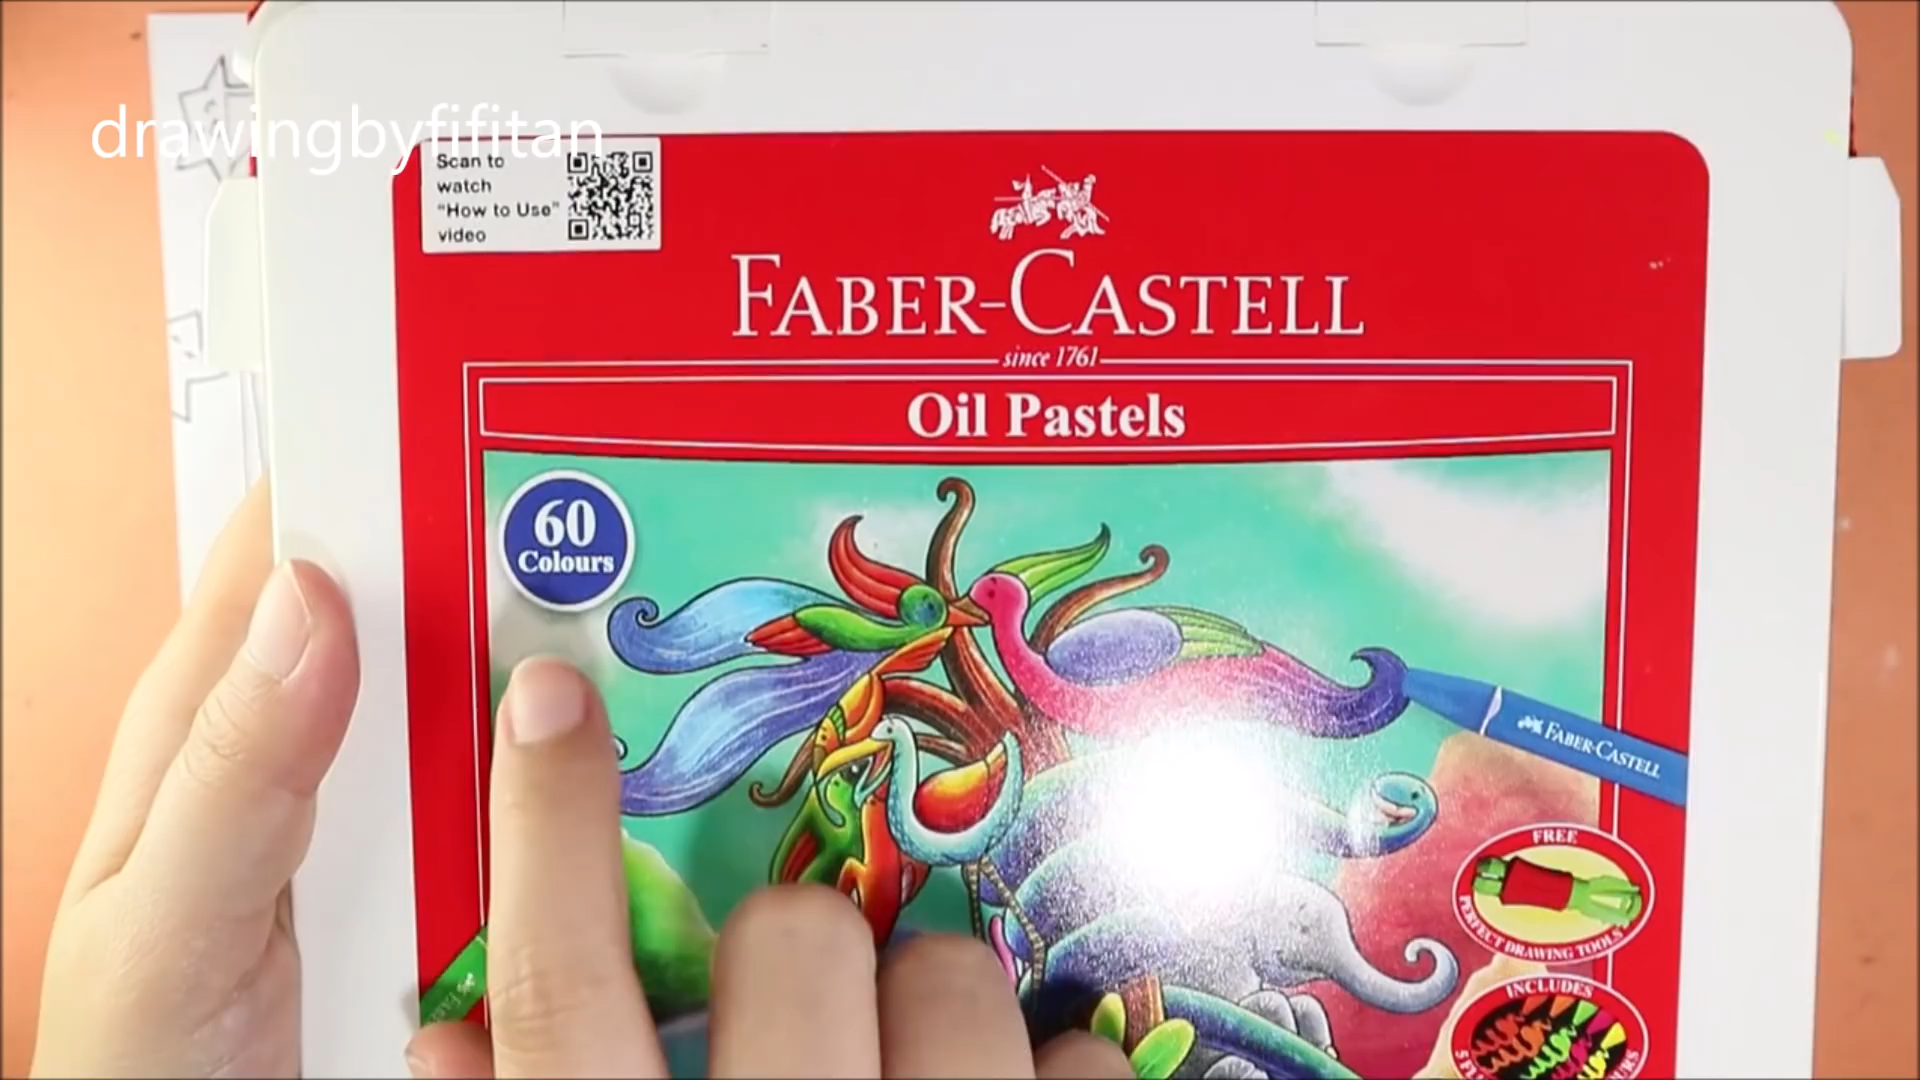 drawingbyfifitan
Scan to
watch
"How to Use"
video
FABER-CASTELL
since 1761
Oil Pastels
60
Colours
FABER-CASTELL
FREE
PERFECT DRAWING TOOLS
INCLUDES